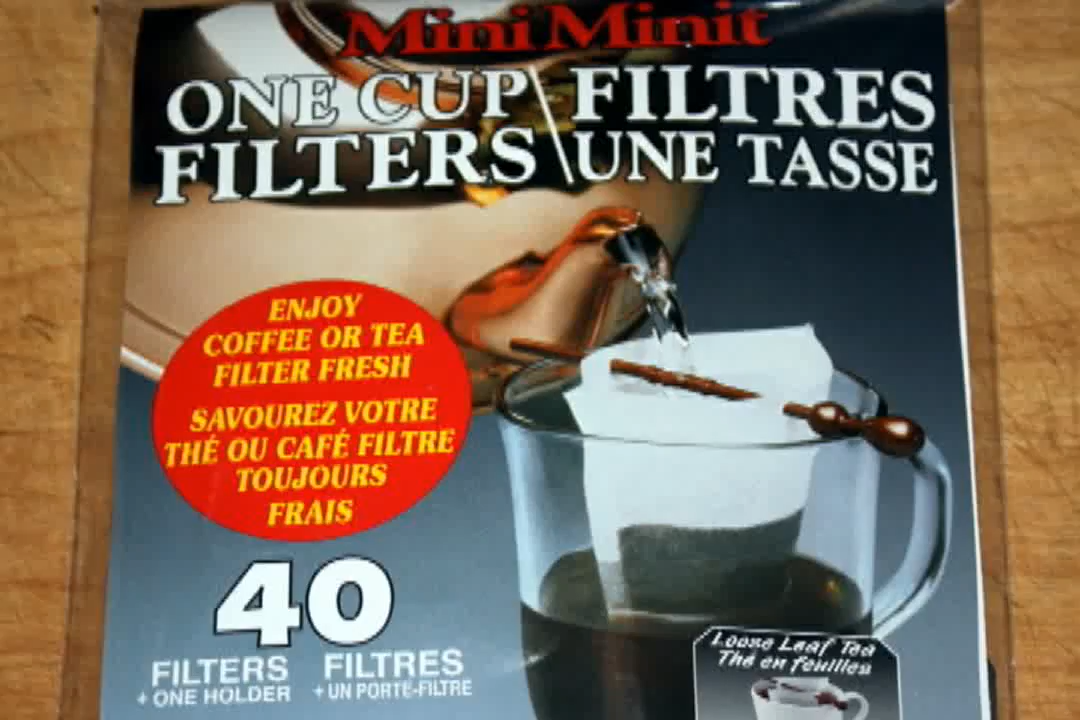 Mini Minit
ONE CUP
FILTERS
FILTRES
UNE TASSE
ENJOY
COFFEE OR TEA
FILTER FRESH
SAVOUREZ VOTRE
THÉ OU CAFÉ FILTRE
TOUJOURS
FRAIS
40
FILTERS
+ ONE HOLDER
FILTRES
+ UN PORTE-FILTRE
Loose Leaf Tea
Thé en feuilles